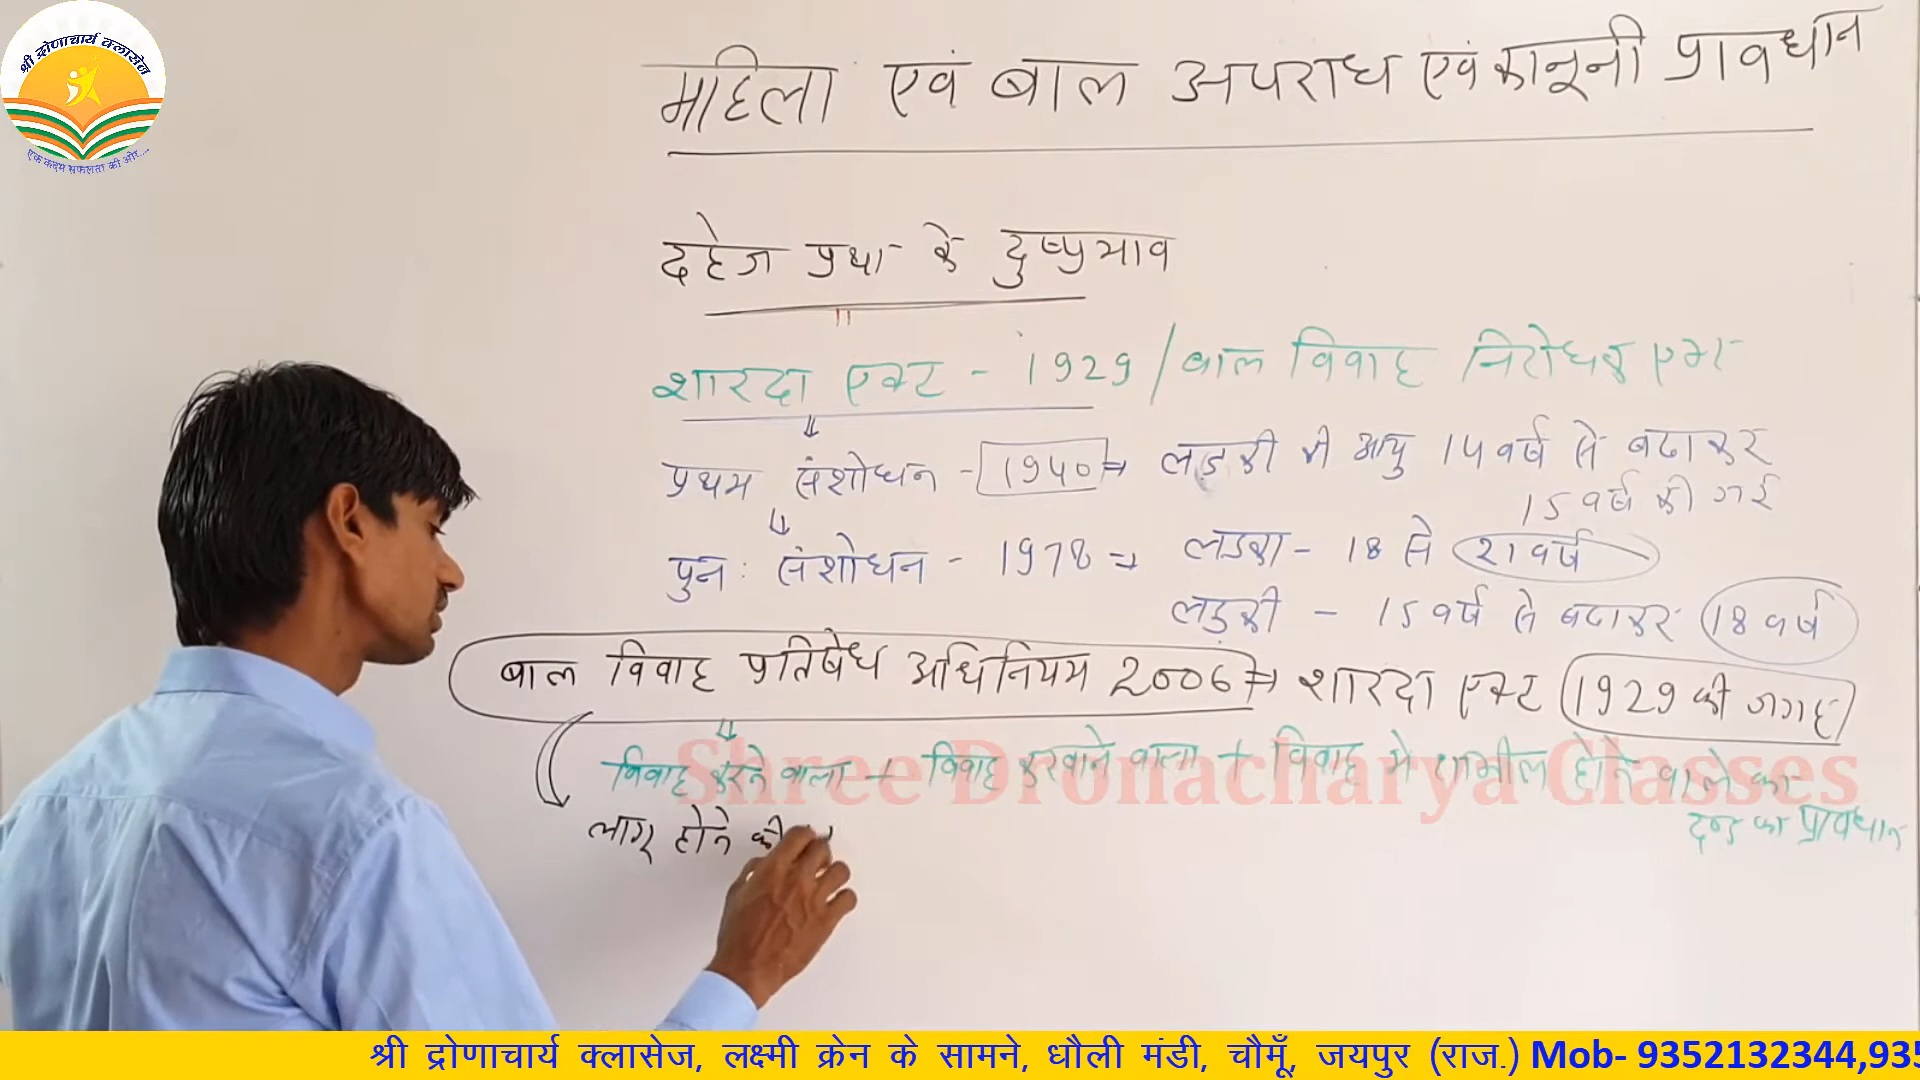 श्री द्रोणाचार्य क्लासेज
एक कदम सफलता की ओर....
महिला एवं बाल अपराध एवं कानूनी प्रावधान
दहेज प्रथा के दुष्प्रभाव
शारदा एक्ट - 1929 / बाल विवाह निरोधक एक्ट
प्रथम संशोधन - 1940 ⇒ लड़की की आयु 14 वर्ष से बढाकर
15 वर्ष की गई
पुन: संशोधन - 1978 ⇒ लडका - 18 से 21 वर्ष
लड़की - 15 वर्ष से बढाकर 18 वर्ष
बाल विवाह प्रतिषेध अधिनियम 2006 ⇒ शारदा एक्ट 1929 की जगह
विवाह करने वाला + विवाह करवाने वाला + विवाह मे शामील होने वाले का
दण्ड का प्रावधान
लागू होने की
Shree Dronacharya Classes
श्री द्रोणाचार्य क्लासेज, लक्ष्मी क्रेन के सामने, धौली मंडी, चौमूँ, जयपुर (राज.) Mob- 9352132344,935